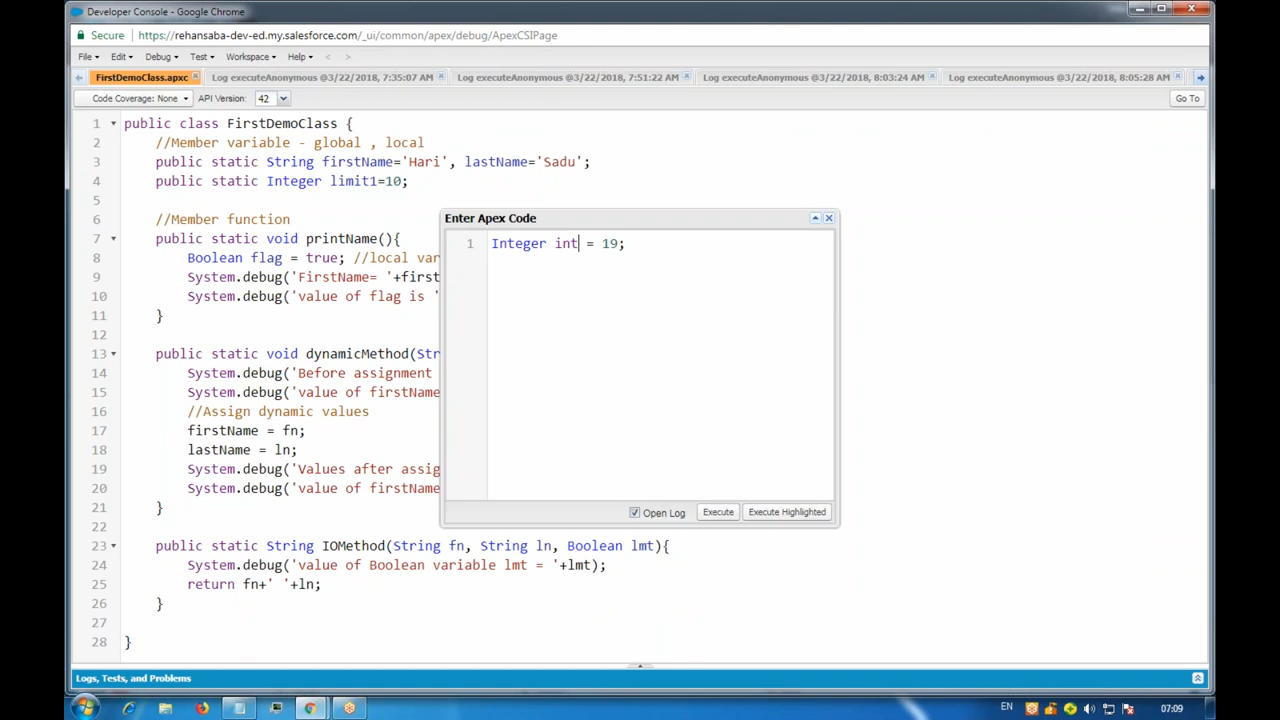 Developer Console - Google Chrome
Secure https://rehansaba-dev-ed.my.salesforce.com/_ui/common/apex/debug/ApexCSIPage
File Edit Debug Test Workspace Help < >
FirstDemoClass.apxc Log executeAnonymous @3/22/2018, 7:35:07 AM Log executeAnonymous @3/22/2018, 7:51:22 AM Log executeAnonymous @3/22/2018, 8:03:24 AM Log executeAnonymous @3/22/2018, 8:05:28 AM
Code Coverage: None API Version: 42 Go To
1 public class FirstDemoClass {
2 //Member variable - global , local
3 public static String firstName='Hari', lastName='Sadu';
4 public static Integer limit1=10;
5
6 //Member function
7 public static void printName(){
8 Boolean flag = true; //local var
9 System.debug('FirstName= '+first
10 System.debug('value of flag is '
11 }
12
13 public static void dynamicMethod(Str
14 System.debug('Before assignment
15 System.debug('value of firstName
16 //Assign dynamic values
17 firstName = fn;
18 lastName = ln;
19 System.debug('Values after assig
20 System.debug('value of firstName
21 }
22
23 public static String IOMethod(String fn, String ln, Boolean lmt){
24 System.debug('value of Boolean variable lmt = '+lmt);
25 return fn+' '+ln;
26 }
27
28 }
Enter Apex Code
1 Integer int = 19;
Open Log Execute Execute Highlighted
Logs, Tests, and Problems
EN 07:09